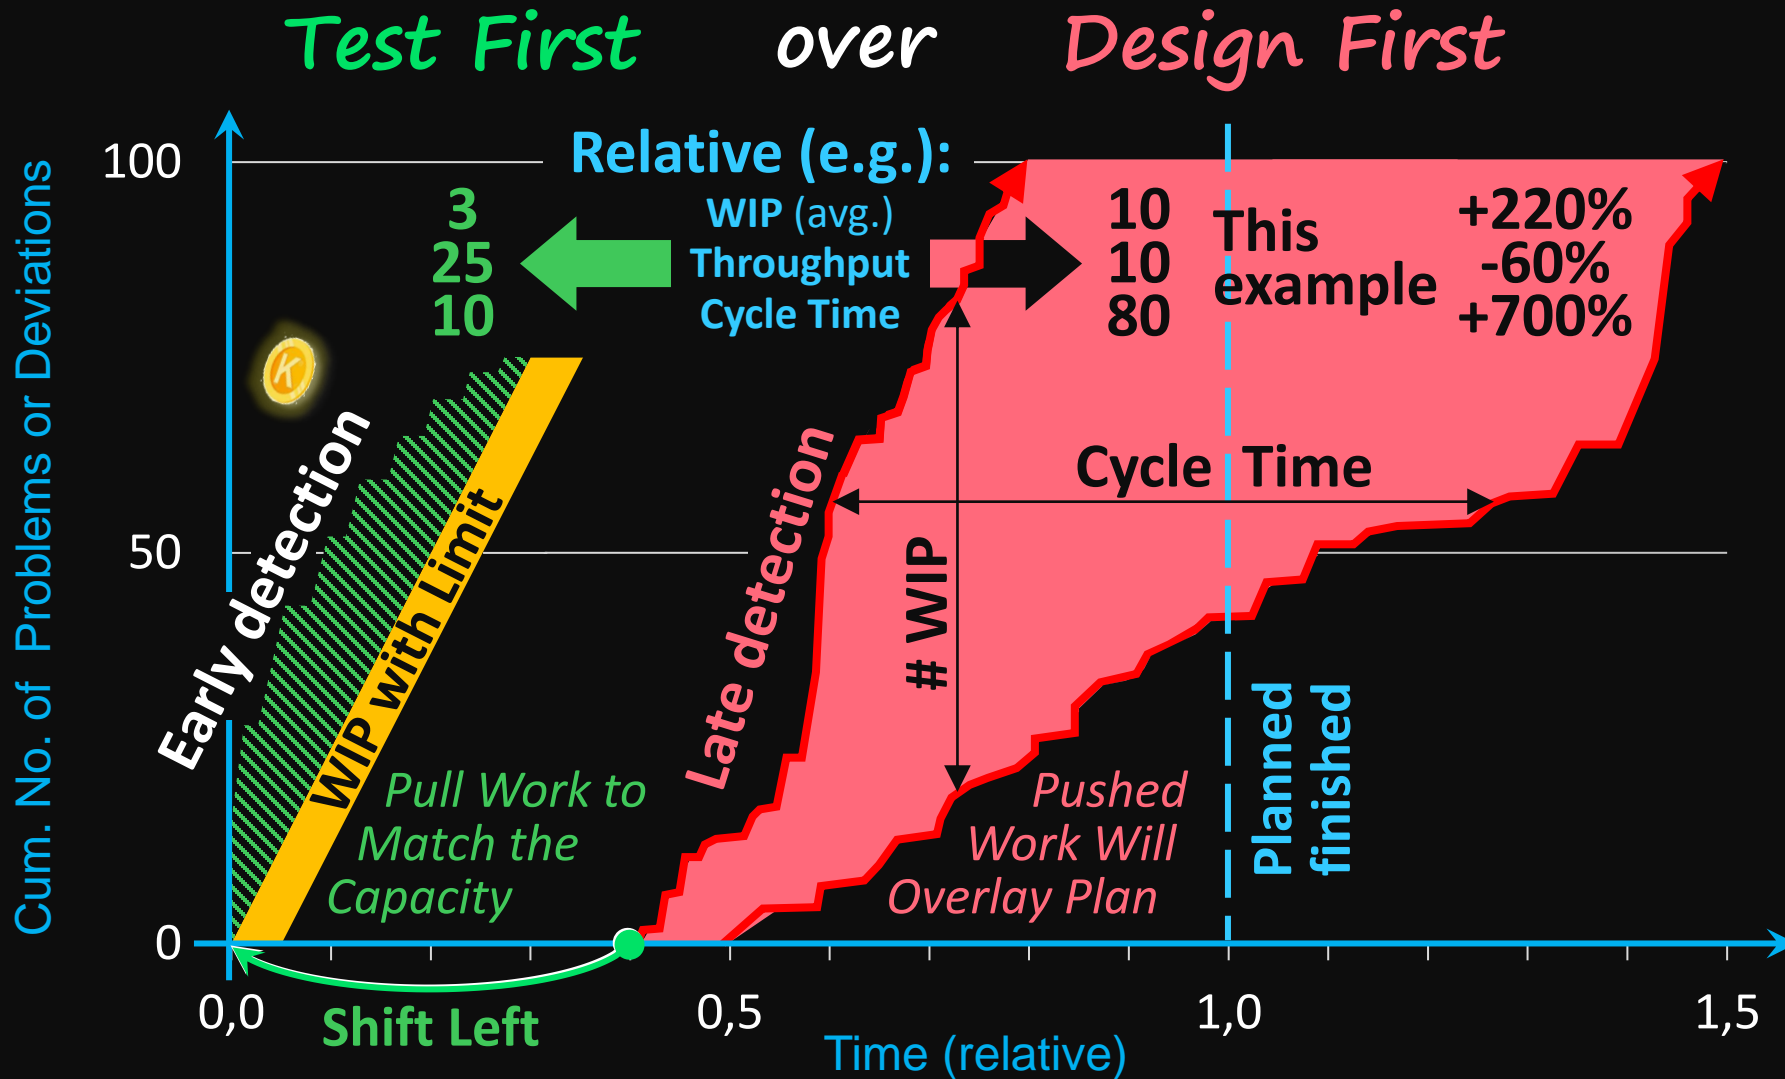 Test First over Design First
Cum. No. of Problems or Deviations
100
50
0
Relative (e.g.):
3 WIP (avg.) 10 +220%
25 Throughput 10 -60%
10 Cycle Time 80 +700%
This
example
K
Early detection
WIP with Limit
Late detection
# WIP
Cycle Time
Planned
finished
Pull Work to
Match the
Capacity
Pushed
Work Will
Overlay Plan
0,0
0,5
1,0
1,5
Shift Left
Time (relative)